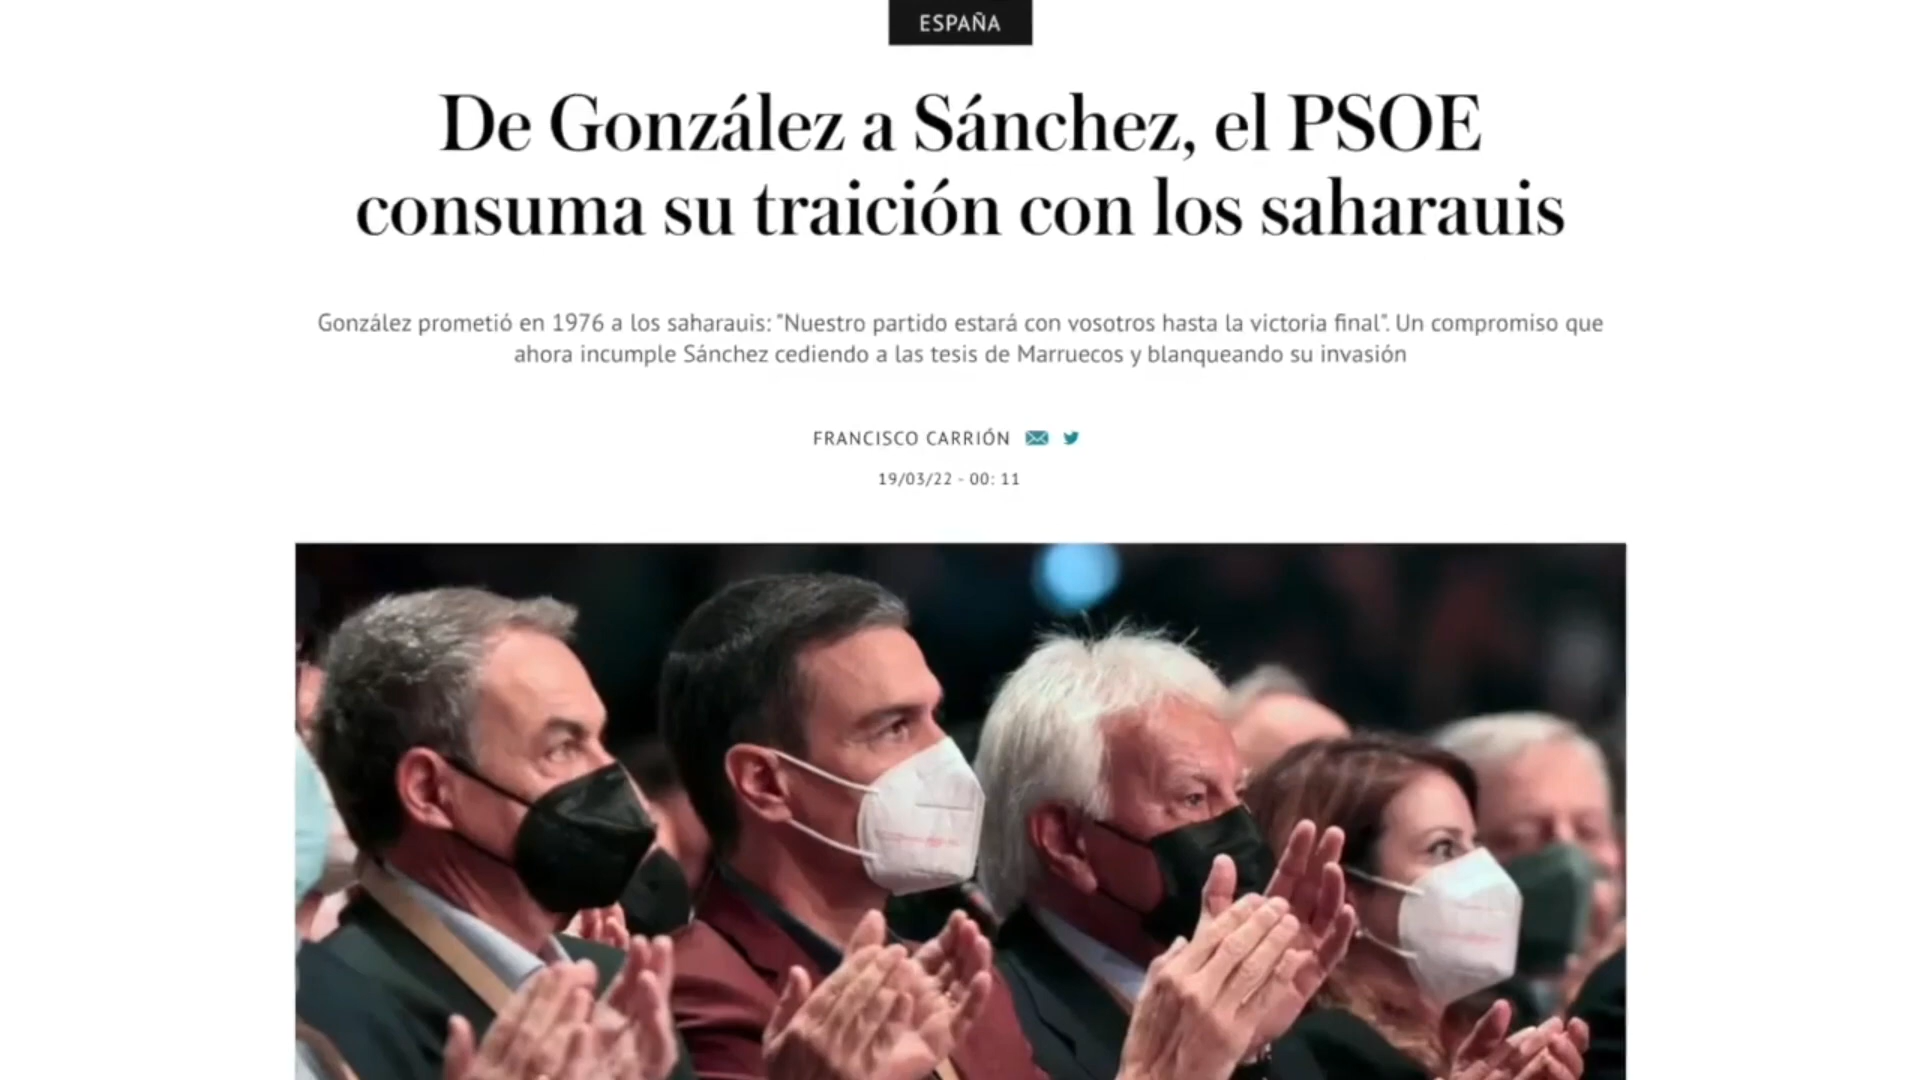 ESPAÑA
De González a Sánchez, el PSOE
consuma su traición con los saharauis
González prometió en 1976 a los saharauis: "Nuestro partido estará con vosotros hasta la victoria final". Un compromiso que
ahora incumple Sánchez cediendo a las tesis de Marruecos y blanqueando su invasión
FRANCISCO CARRIÓN
19/03/22 - 00: 11